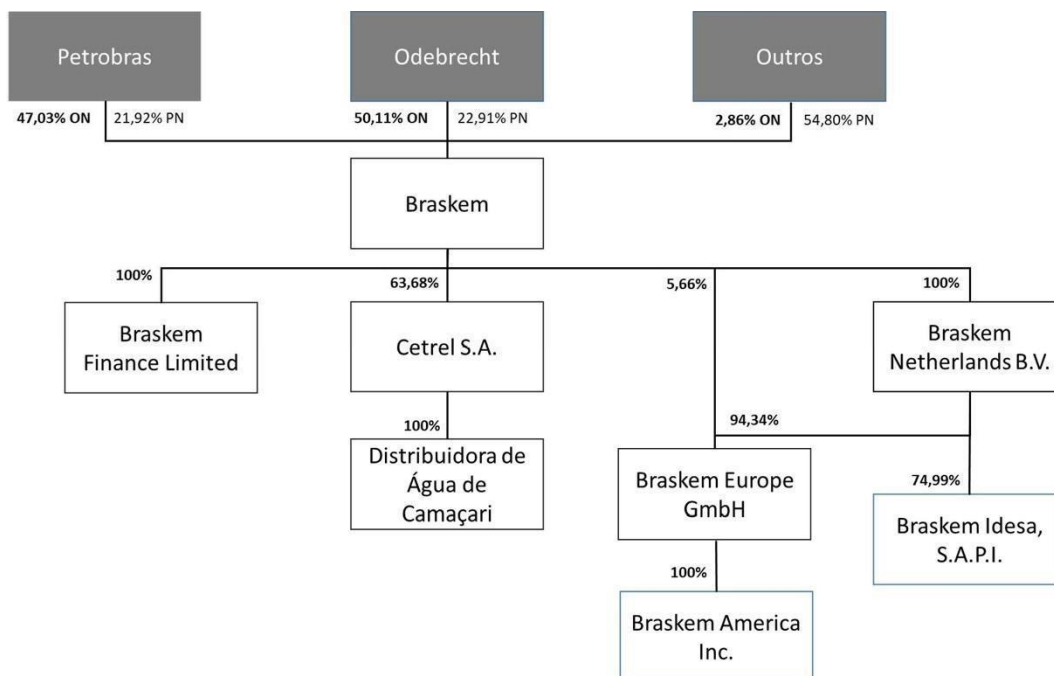 Petrobras
Odebrecht
Outros
47,03% ON 21,92% PN
50,11% ON 22,91% PN
2,86% ON 54,80% PN
Braskem
100%
63,68%
5,66%
100%
Braskem
Finance Limited
Cetrel S.A.
Braskem
Netherlands B.V.
100%
94,34%
Distribuidora de
Água de
Camaçari
Braskem Europe
GmbH
74,99%
Braskem Idesa,
S.A.P.I.
100%
Braskem America
Inc.